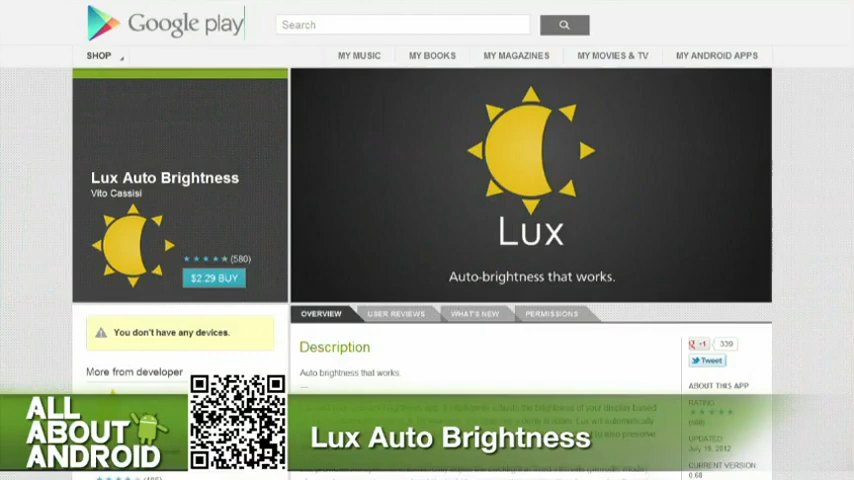 Google play
Search
SHOP
MY MUSIC
MY BOOKS
MY MAGAZINES
MY MOVIES & TV
MY ANDROID APPS
Lux Auto Brightness
Vito Cassisi
(580)
$2.29 BUY
Lux
Auto-brightness that works.
You don't have any devices.
More from developer
OVERVIEW
USER REVIEWS
WHAT'S NEW
PERMISSIONS
Description
Auto brightness that works.
+1
339
Tweet
ABOUT THIS APP
RATING:
UPDATED:
July 19, 2012
CURRENT VERSION:
0.68
ALL
ABOUT
ANDROID
Lux Auto Brightness